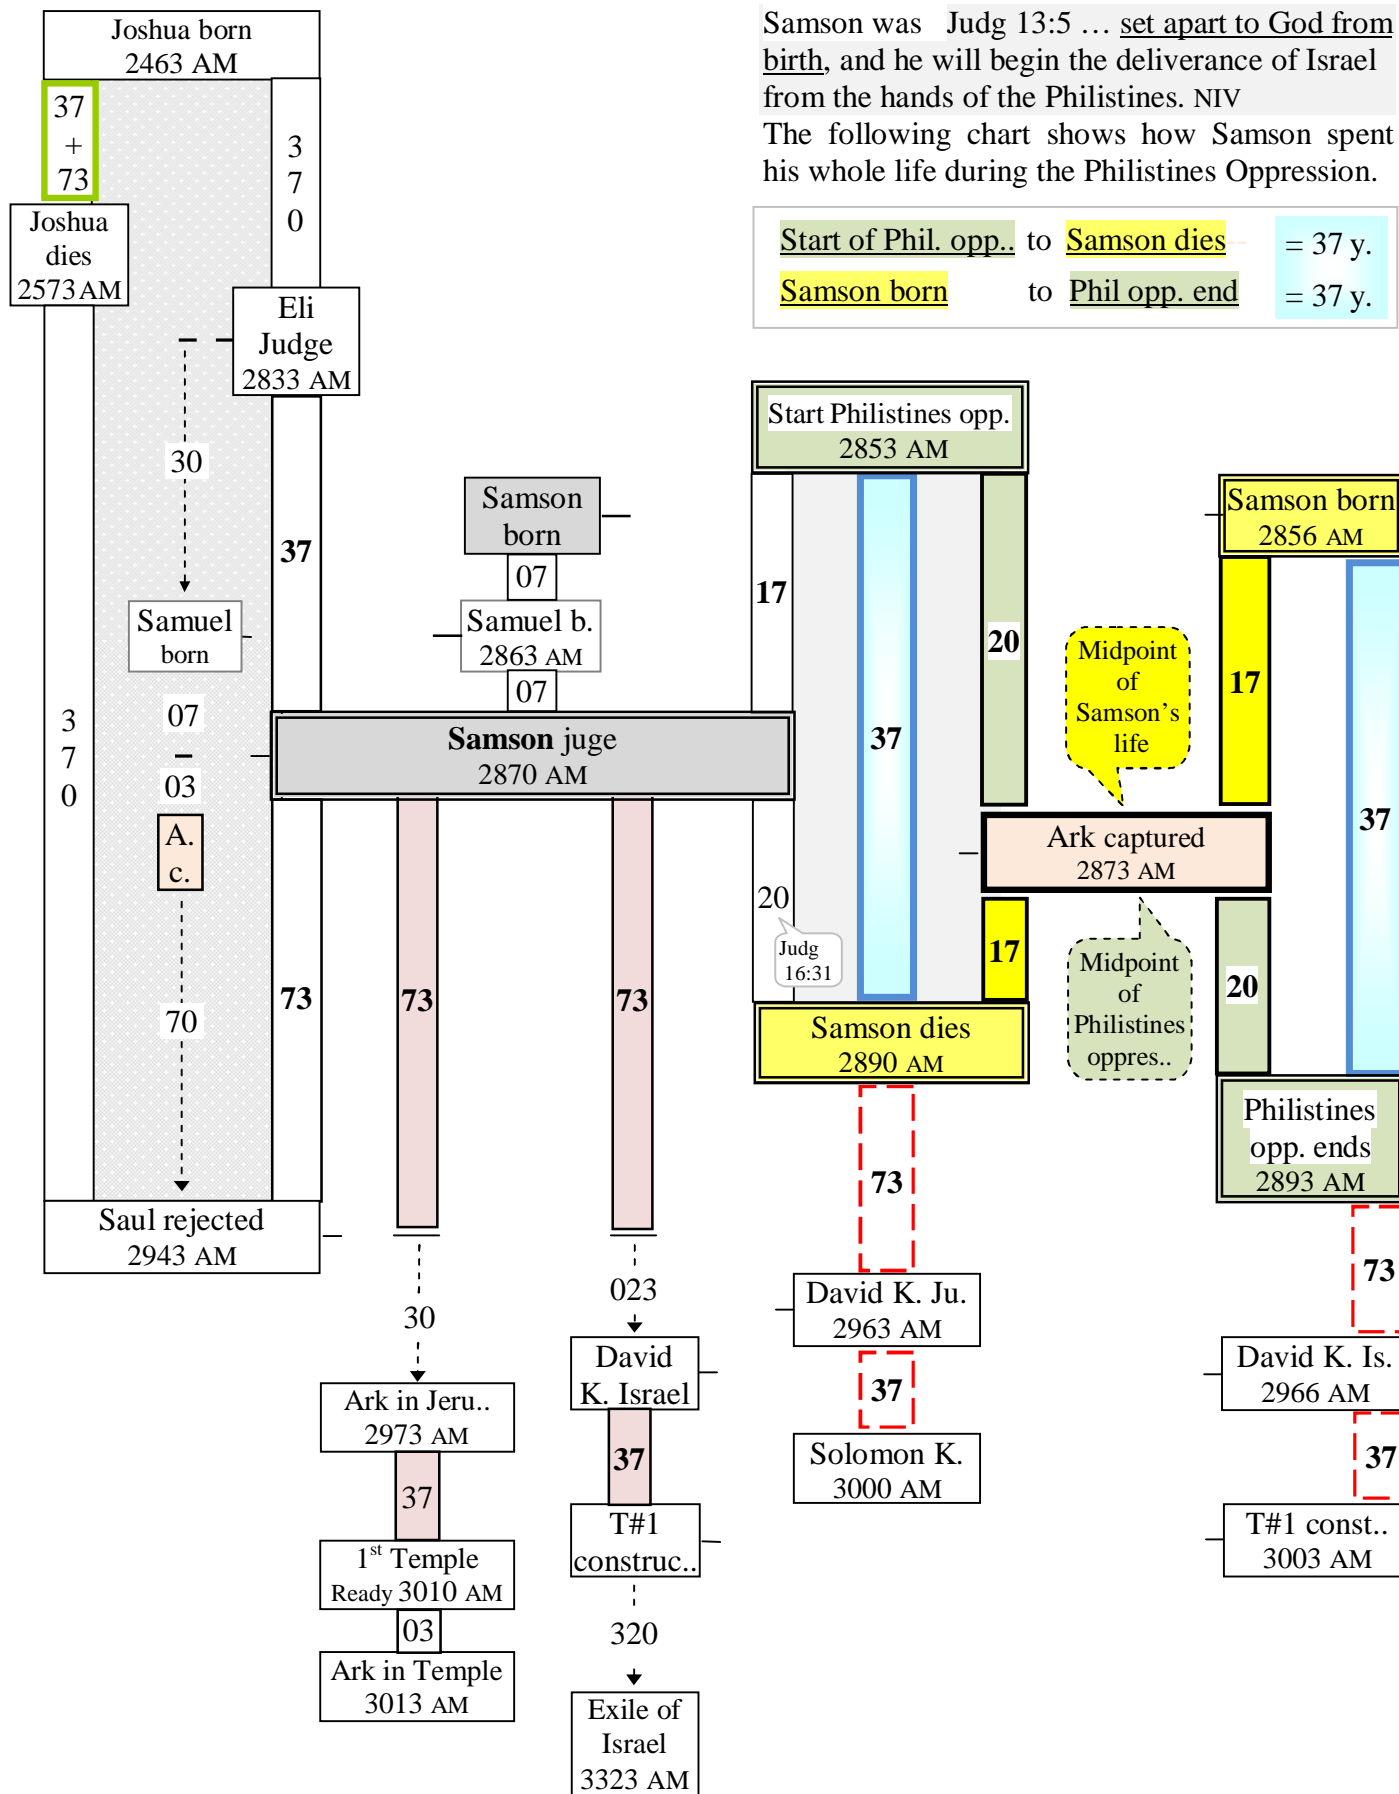 Joshua born
2463 AM
37
+
73
Joshua
dies
2573 AM
3
7
0
3
7
0
Eli
Judge
2833 AM
30
37
Samuel
born
07
03
A.
c.
70
73
Saul rejected
2943 AM
Samson
born
07
Samuel b.
2863 AM
07
Samson juge
2870 AM
73
30
Ark in Jeru..
2973 AM
37
1st Temple
Ready 3010 AM
03
Ark in Temple
3013 AM
73
023
David
K. Israel
37
T#1
construc..
320
Exile of
Israel
3323 AM
Samson was Judg 13:5 … set apart to God from
birth, and he will begin the deliverance of Israel
from the hands of the Philistines. NIV
The following chart shows how Samson spent
his whole life during the Philistines Oppression.
Start of Phil. opp.. to Samson dies = 37 y.
Samson born to Phil opp. end = 37 y.
Start Philistines opp.
2853 AM
17
37
20
20
Judg
16:31
17
Samson dies
2890 AM
73
David K. Ju.
2963 AM
37
Solomon K.
3000 AM
Midpoint
of
Samson’s
life
Ark captured
2873 AM
Midpoint
of
Philistines
oppres..
Samson born
2856 AM
17
37
20
Philistines
opp. ends
2893 AM
73
David K. Is.
2966 AM
37
T#1 const..
3003 AM